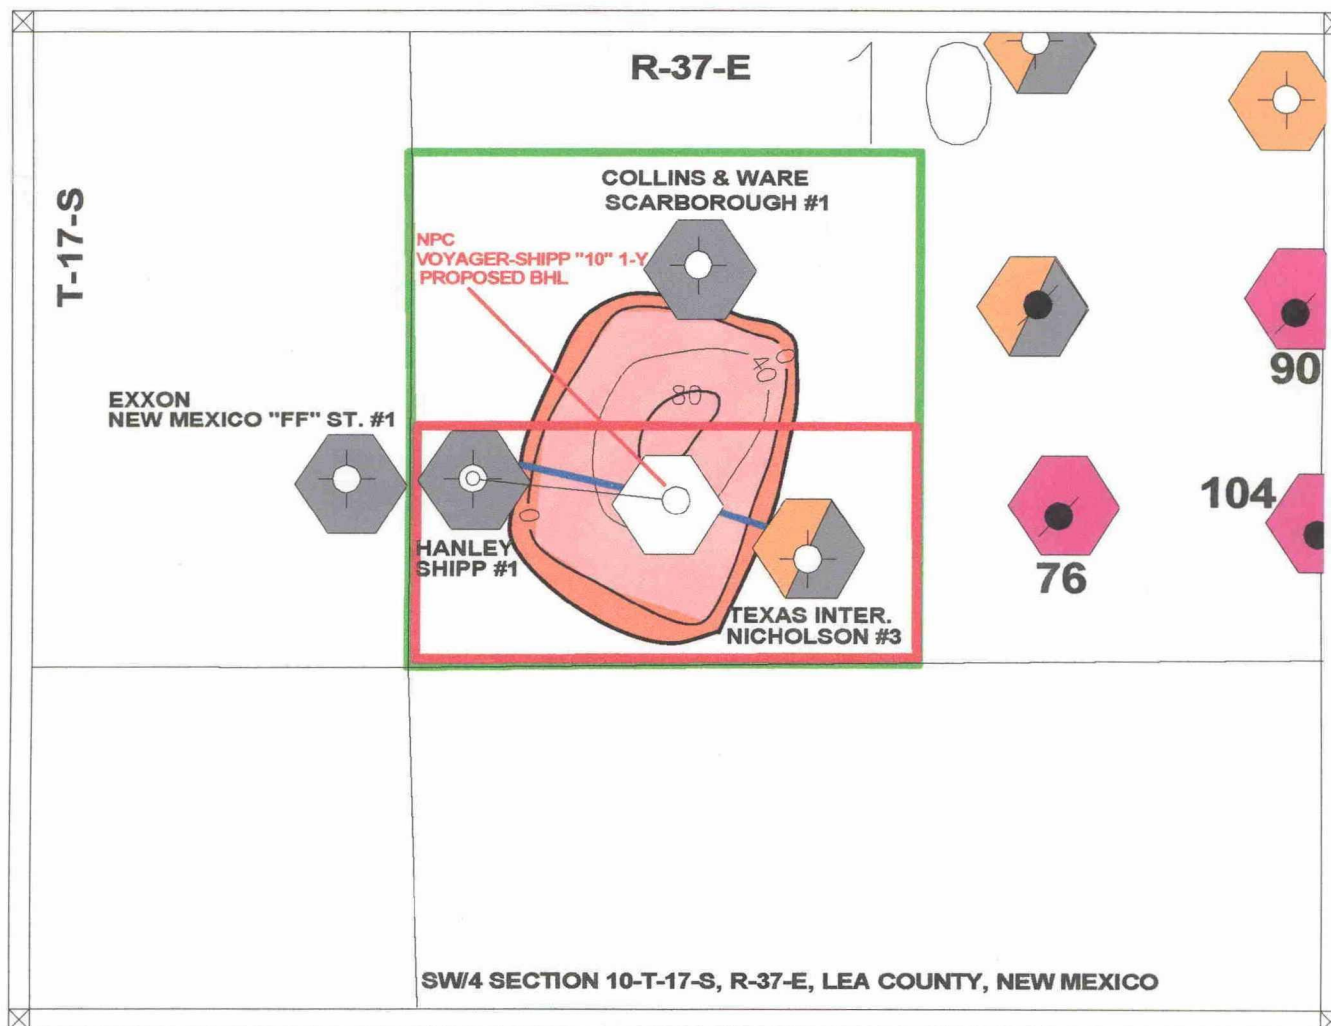 R-37-E
10
T-17-S
COLLINS & WARE
SCARBOROUGH #1
NPC
VOYAGER-SHIPP "10" 1-Y
PROPOSED BHL
0
40
80
90
EXXON
NEW MEXICO "FF" ST. #1
104
0
HANLEY
SHIPP #1
76
TEXAS INTER.
NICHOLSON #3
SW/4 SECTION 10-T-17-S, R-37-E, LEA COUNTY, NEW MEXICO